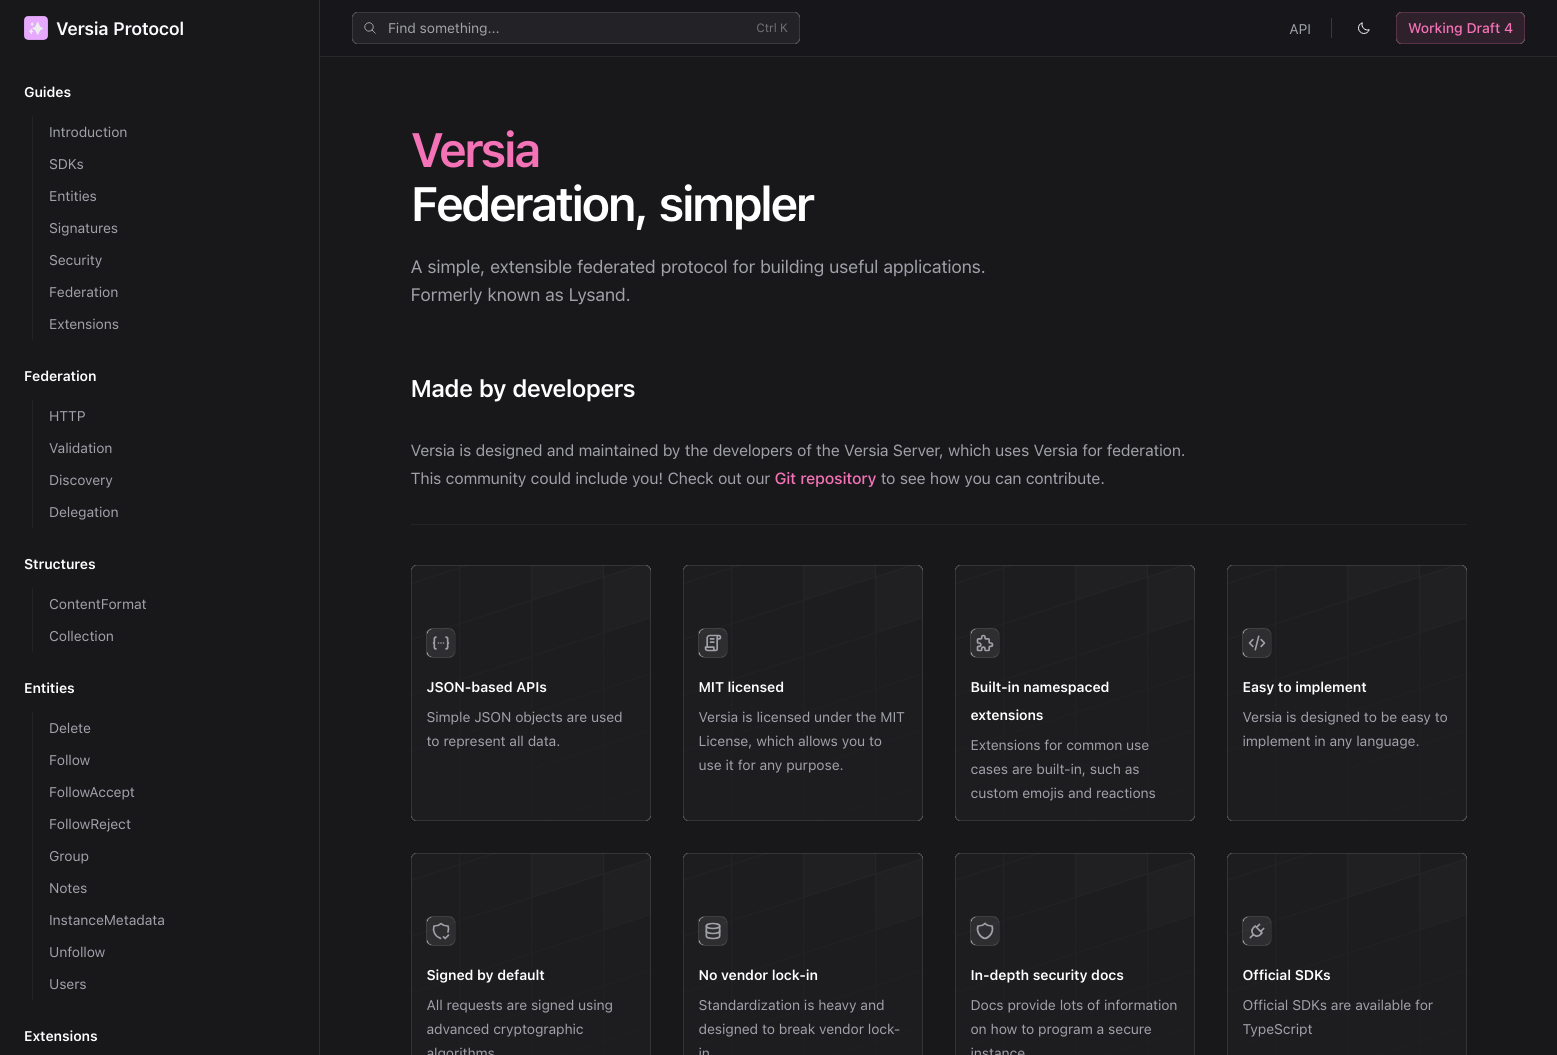 Versia Protocol
Find something...
Ctrl K
API
Working Draft 4
Guides
Introduction
SDKs
Entities
Signatures
Security
Federation
Extensions
Federation
HTTP
Validation
Discovery
Delegation
Structures
ContentFormat
Collection
Entities
Delete
Follow
FollowAccept
FollowReject
Group
Notes
InstanceMetadata
Unfollow
Users
Extensions
Versia
Federation, simpler
A simple, extensible federated protocol for building useful applications.
Formerly known as Lysand.
Made by developers
Versia is designed and maintained by the developers of the Versia Server, which uses Versia for federation.
This community could include you! Check out our Git repository to see how you can contribute.
{··}
JSON-based APIs
Simple JSON objects are used
to represent all data.
MIT licensed
Versia is licensed under the MIT
License, which allows you to
use it for any purpose.
Built-in namespaced
extensions
Extensions for common use
cases are built-in, such as
custom emojis and reactions
</>
Easy to implement
Versia is designed to be easy to
implement in any language.
Signed by default
All requests are signed using
advanced cryptographic
algorithms
No vendor lock-in
Standardization is heavy and
designed to break vendor lock-
in
In-depth security docs
Docs provide lots of information
on how to program a secure
instance
Official SDKs
Official SDKs are available for
TypeScript